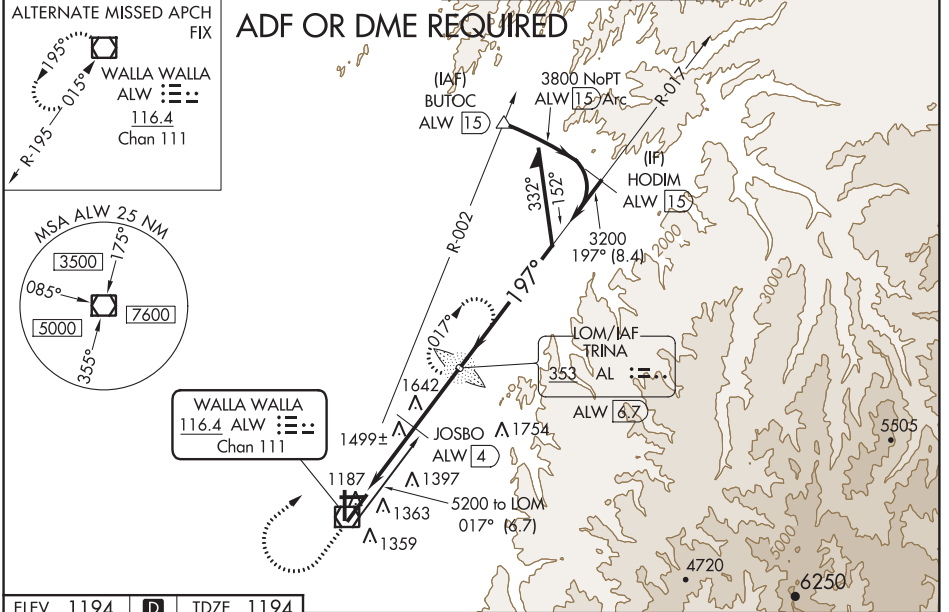 ALTERNATE MISSED APCH
FIX
195°
015°
R-195
WALLA WALLA
ALW
116.4
Chan 111
ADF OR DME REQUIRED
(IAF)
BUTOC
ALW 15
3800 NoPT
ALW 15 Arc
R-017
(IF)
HODIM
ALW 15
332°
152°
3200
197° (8.4)
R-002
197°
2000
3000
3000
MSA ALW 25 NM
3500
175°
085°
5000
7600
355°
017°
LOM/IAF
TRINA
353 AL
ALW 6.7
1642
1499±
JOSBO
ALW 4
1754
5505
WALLA WALLA
116.4 ALW
Chan 111
1187
1397
1363
1359
5200 to LOM
017° (6.7)
4720
6250
ELEV 1194 D TDZE 1194